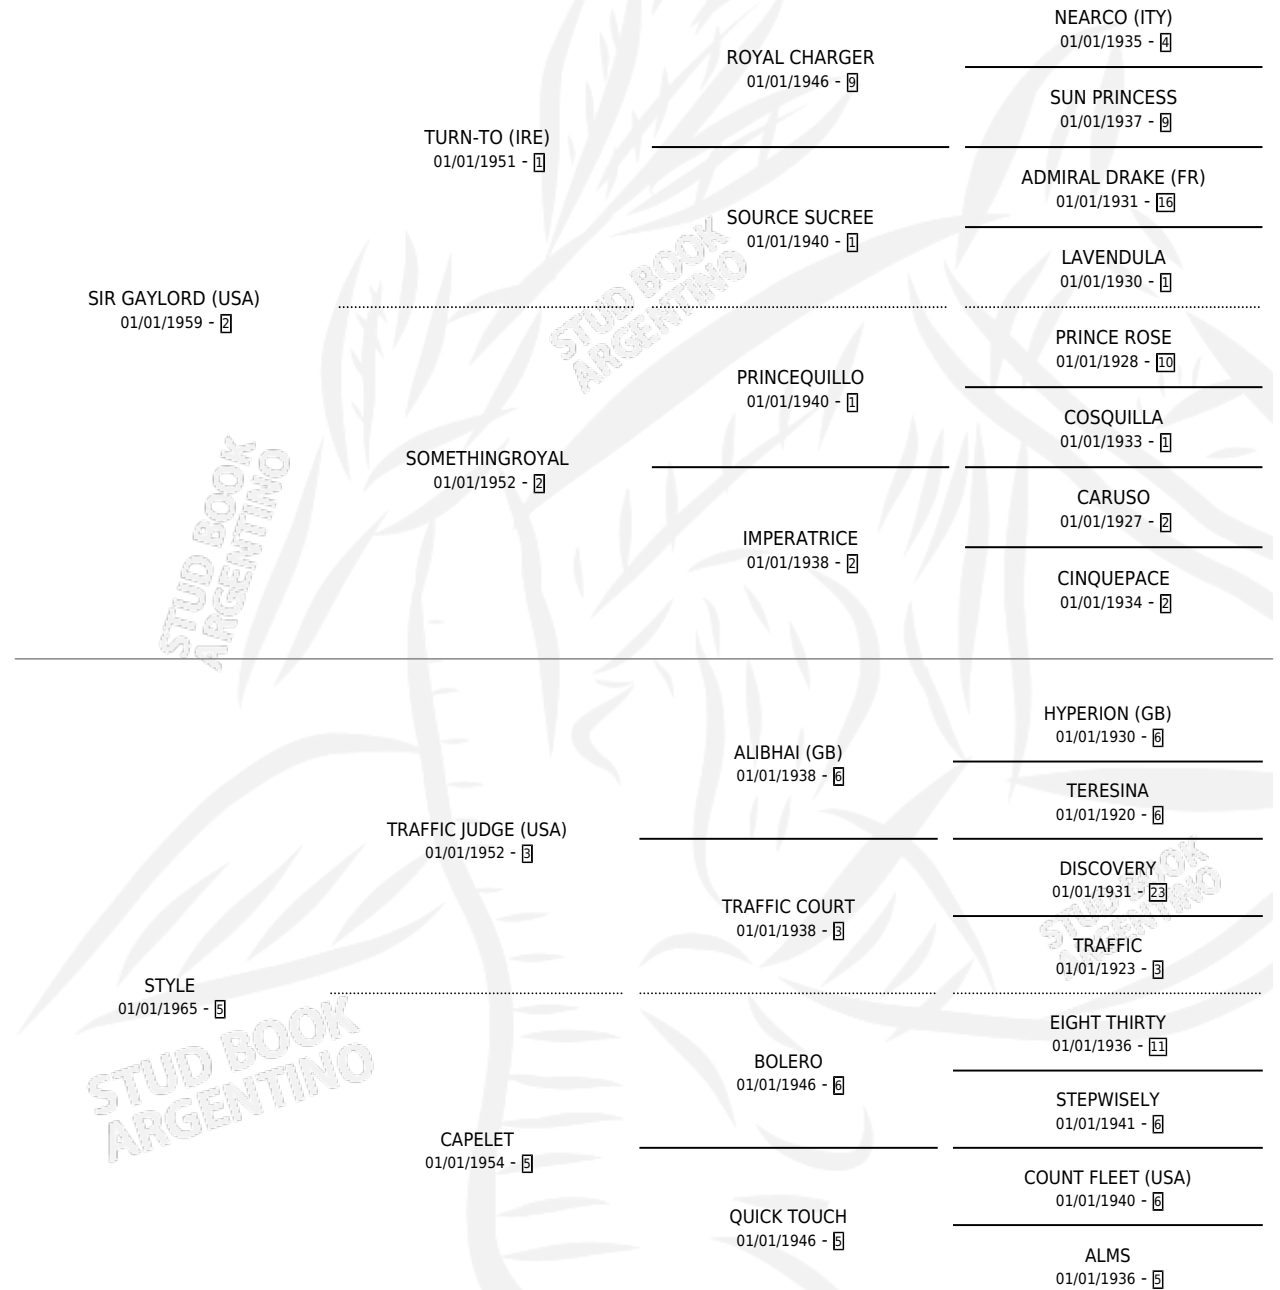 NEARCO (ITY)
01/01/1935 - 4
ROYAL CHARGER
01/01/1946 - 9
SUN PRINCESS
01/01/1937 - 9
TURN-TO (IRE)
01/01/1951 - 1
ADMIRAL DRAKE (FR)
01/01/1931 - 16
SOURCE SUCREE
01/01/1940 - 1
LAVENDULA
01/01/1930 - 1
SIR GAYLORD (USA)
01/01/1959 - 2
PRINCE ROSE
01/01/1928 - 10
PRINCEQUILLO
01/01/1940 - 1
COSQUILLA
01/01/1933 - 1
SOMETHINGROYAL
01/01/1952 - 2
CARUSO
01/01/1927 - 2
IMPERATRICE
01/01/1938 - 2
CINQUEPACE
01/01/1934 - 2
HYPERION (GB)
01/01/1930 - 6
ALIBHAI (GB)
01/01/1938 - 6
TERESINA
01/01/1920 - 6
TRAFFIC JUDGE (USA)
01/01/1952 - 3
DISCOVERY
01/01/1931 - 23
TRAFFIC COURT
01/01/1938 - 3
TRAFFIC
01/01/1923 - 3
STYLE
01/01/1965 - 5
EIGHT THIRTY
01/01/1936 - 11
BOLERO
01/01/1946 - 6
STEPWISELY
01/01/1941 - 6
CAPELET
01/01/1954 - 5
COUNT FLEET (USA)
01/01/1940 - 6
QUICK TOUCH
01/01/1946 - 5
ALMS
01/01/1936 - 5
STUD BOOK
ARGENTINO
STUD BOOK
ARGENTINO
STUD BOOK
ARGENTINO
STUD BOOK
ARGENTINO